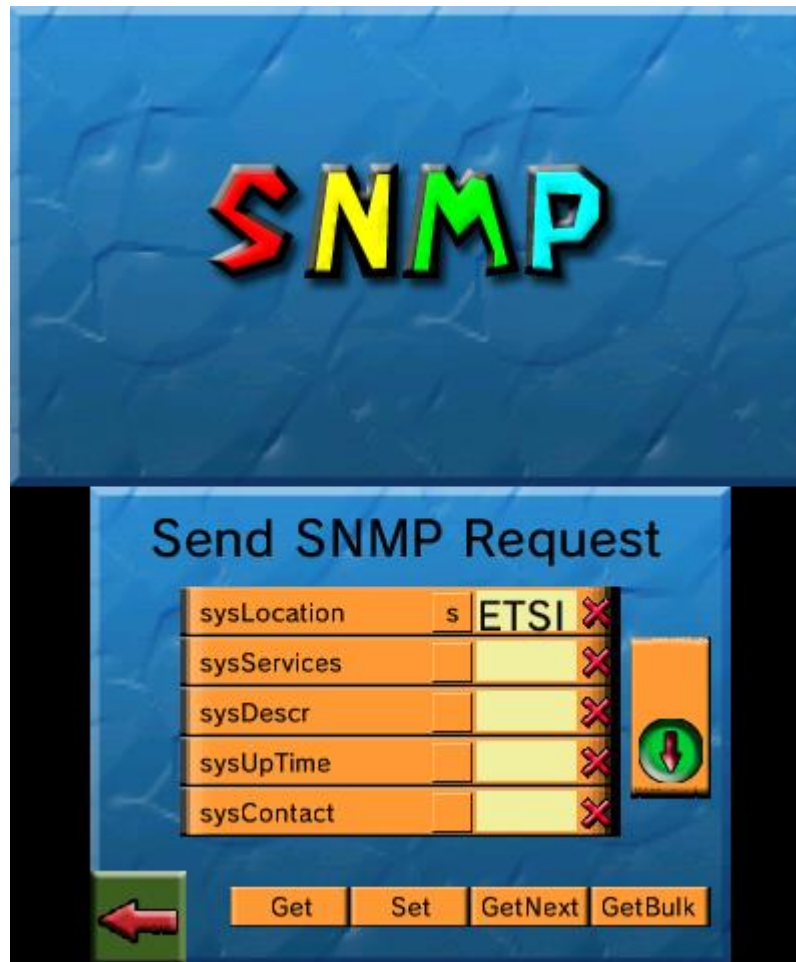 SNMP
Send SNMP Request
sysLocation s ETSI
sysServices
sysDescr
sysUpTime
sysContact
Get Set GetNext GetBulk